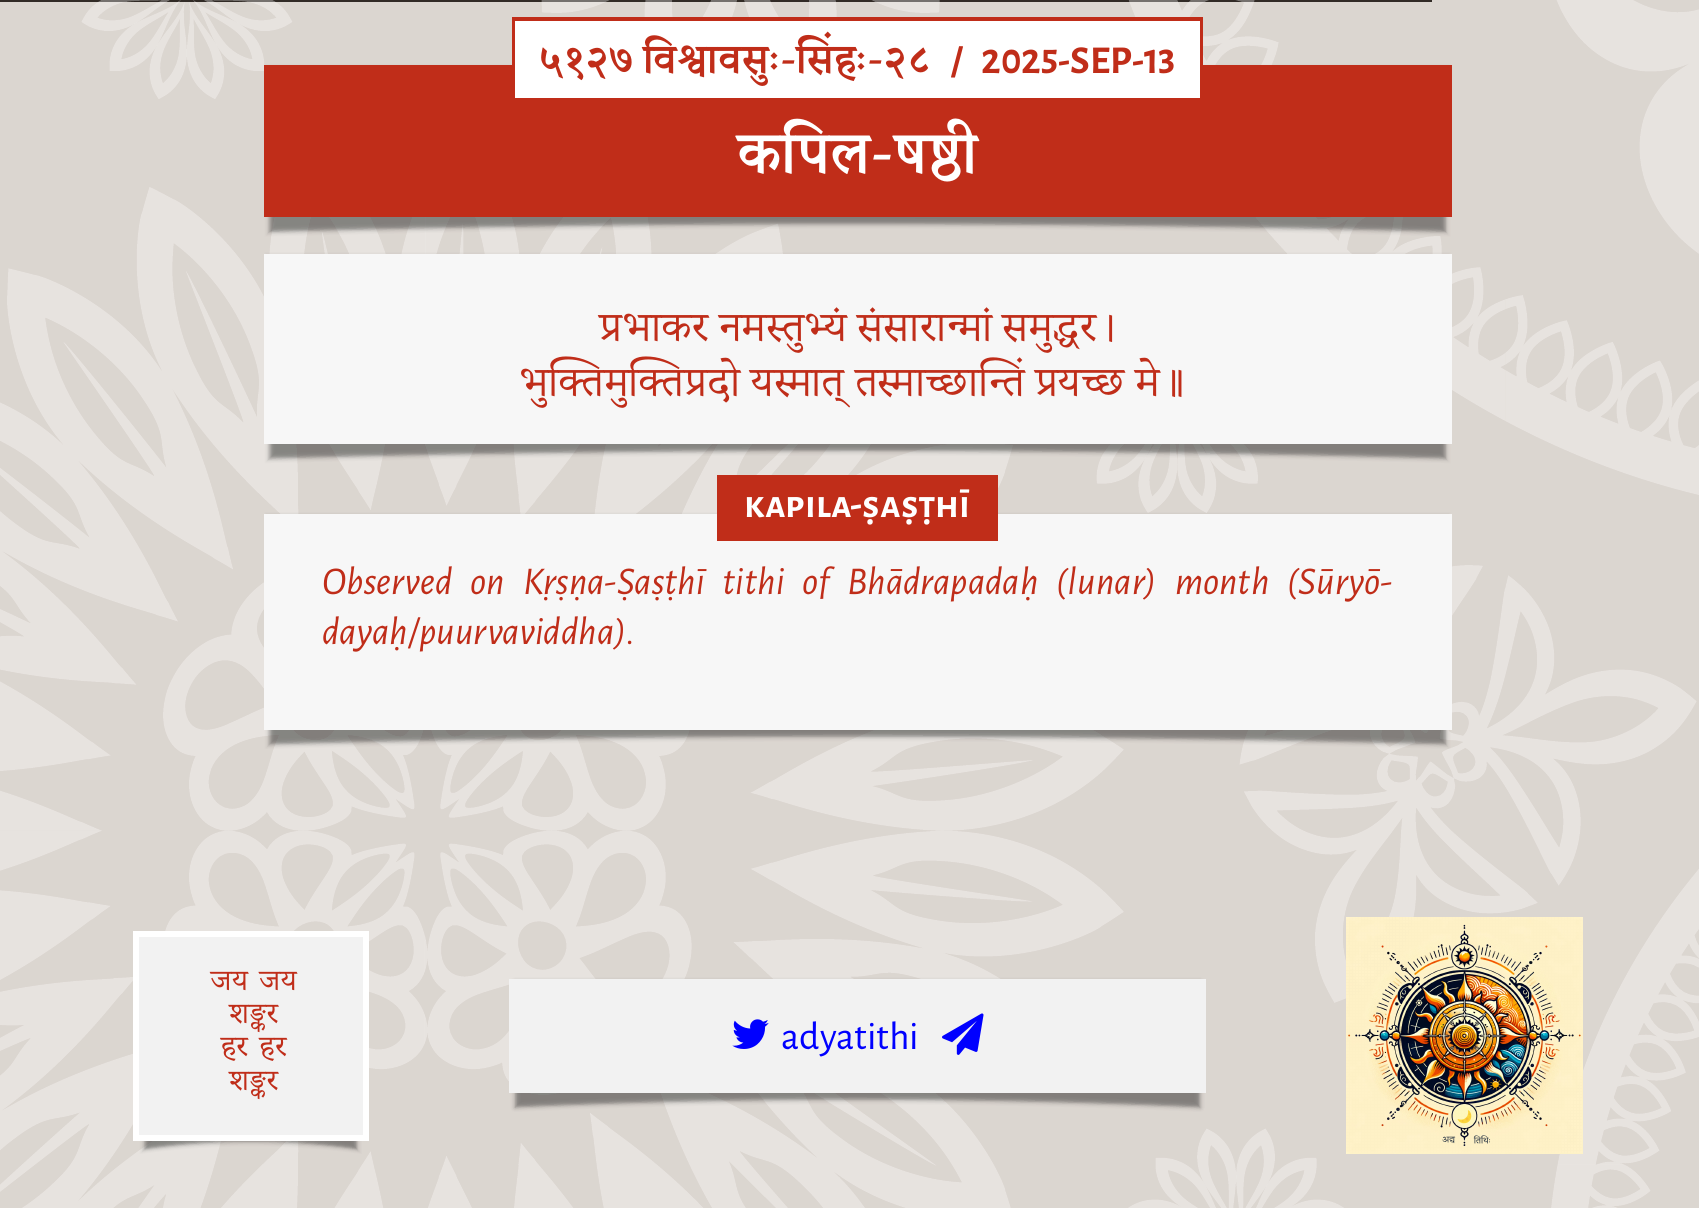 ५१२७ विश्वावसुः-सिंहः-२८ / 2025-SEP-13
कपिल-षष्ठी
प्रभाकर नमस्तुभ्यं संसारान्मां समुद्धर।
भुक्तिमुक्तिप्रदो यस्मात् तस्माच्छान्तिं प्रयच्छ मे॥
KAPILA-ṢAṢṬHĪ
Observed on Kṛṣṇa-Ṣaṣṭhī tithi of Bhādrapadaḥ (lunar) month (Sūryō-
dayaḥ/puurvaviddha).
जय जय
शङ्कर
हर हर
शङ्कर
adyatithi
अद्य तिथिः